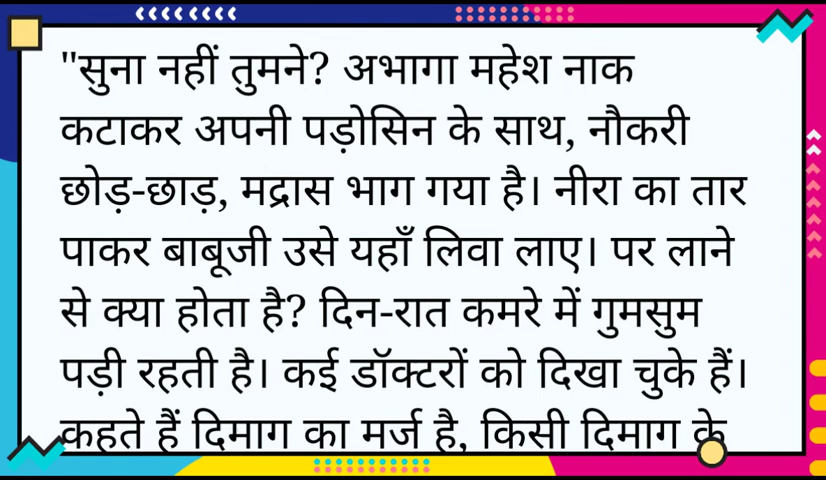 "सुना नहीं तुमने? अभागा महेश नाक
कटाकर अपनी पड़ोसिन के साथ, नौकरी
छोड़-छाड़, मद्रास भाग गया है। नीरा का तार
पाकर बाबूजी उसे यहाँ लिवा लाए। पर लाने
से क्या होता है? दिन-रात कमरे में गुमसुम
पड़ी रहती है। कई डॉक्टरों को दिखा चुके हैं।
कहते हैं दिमाग का मर्ज है, किसी दिमाग के